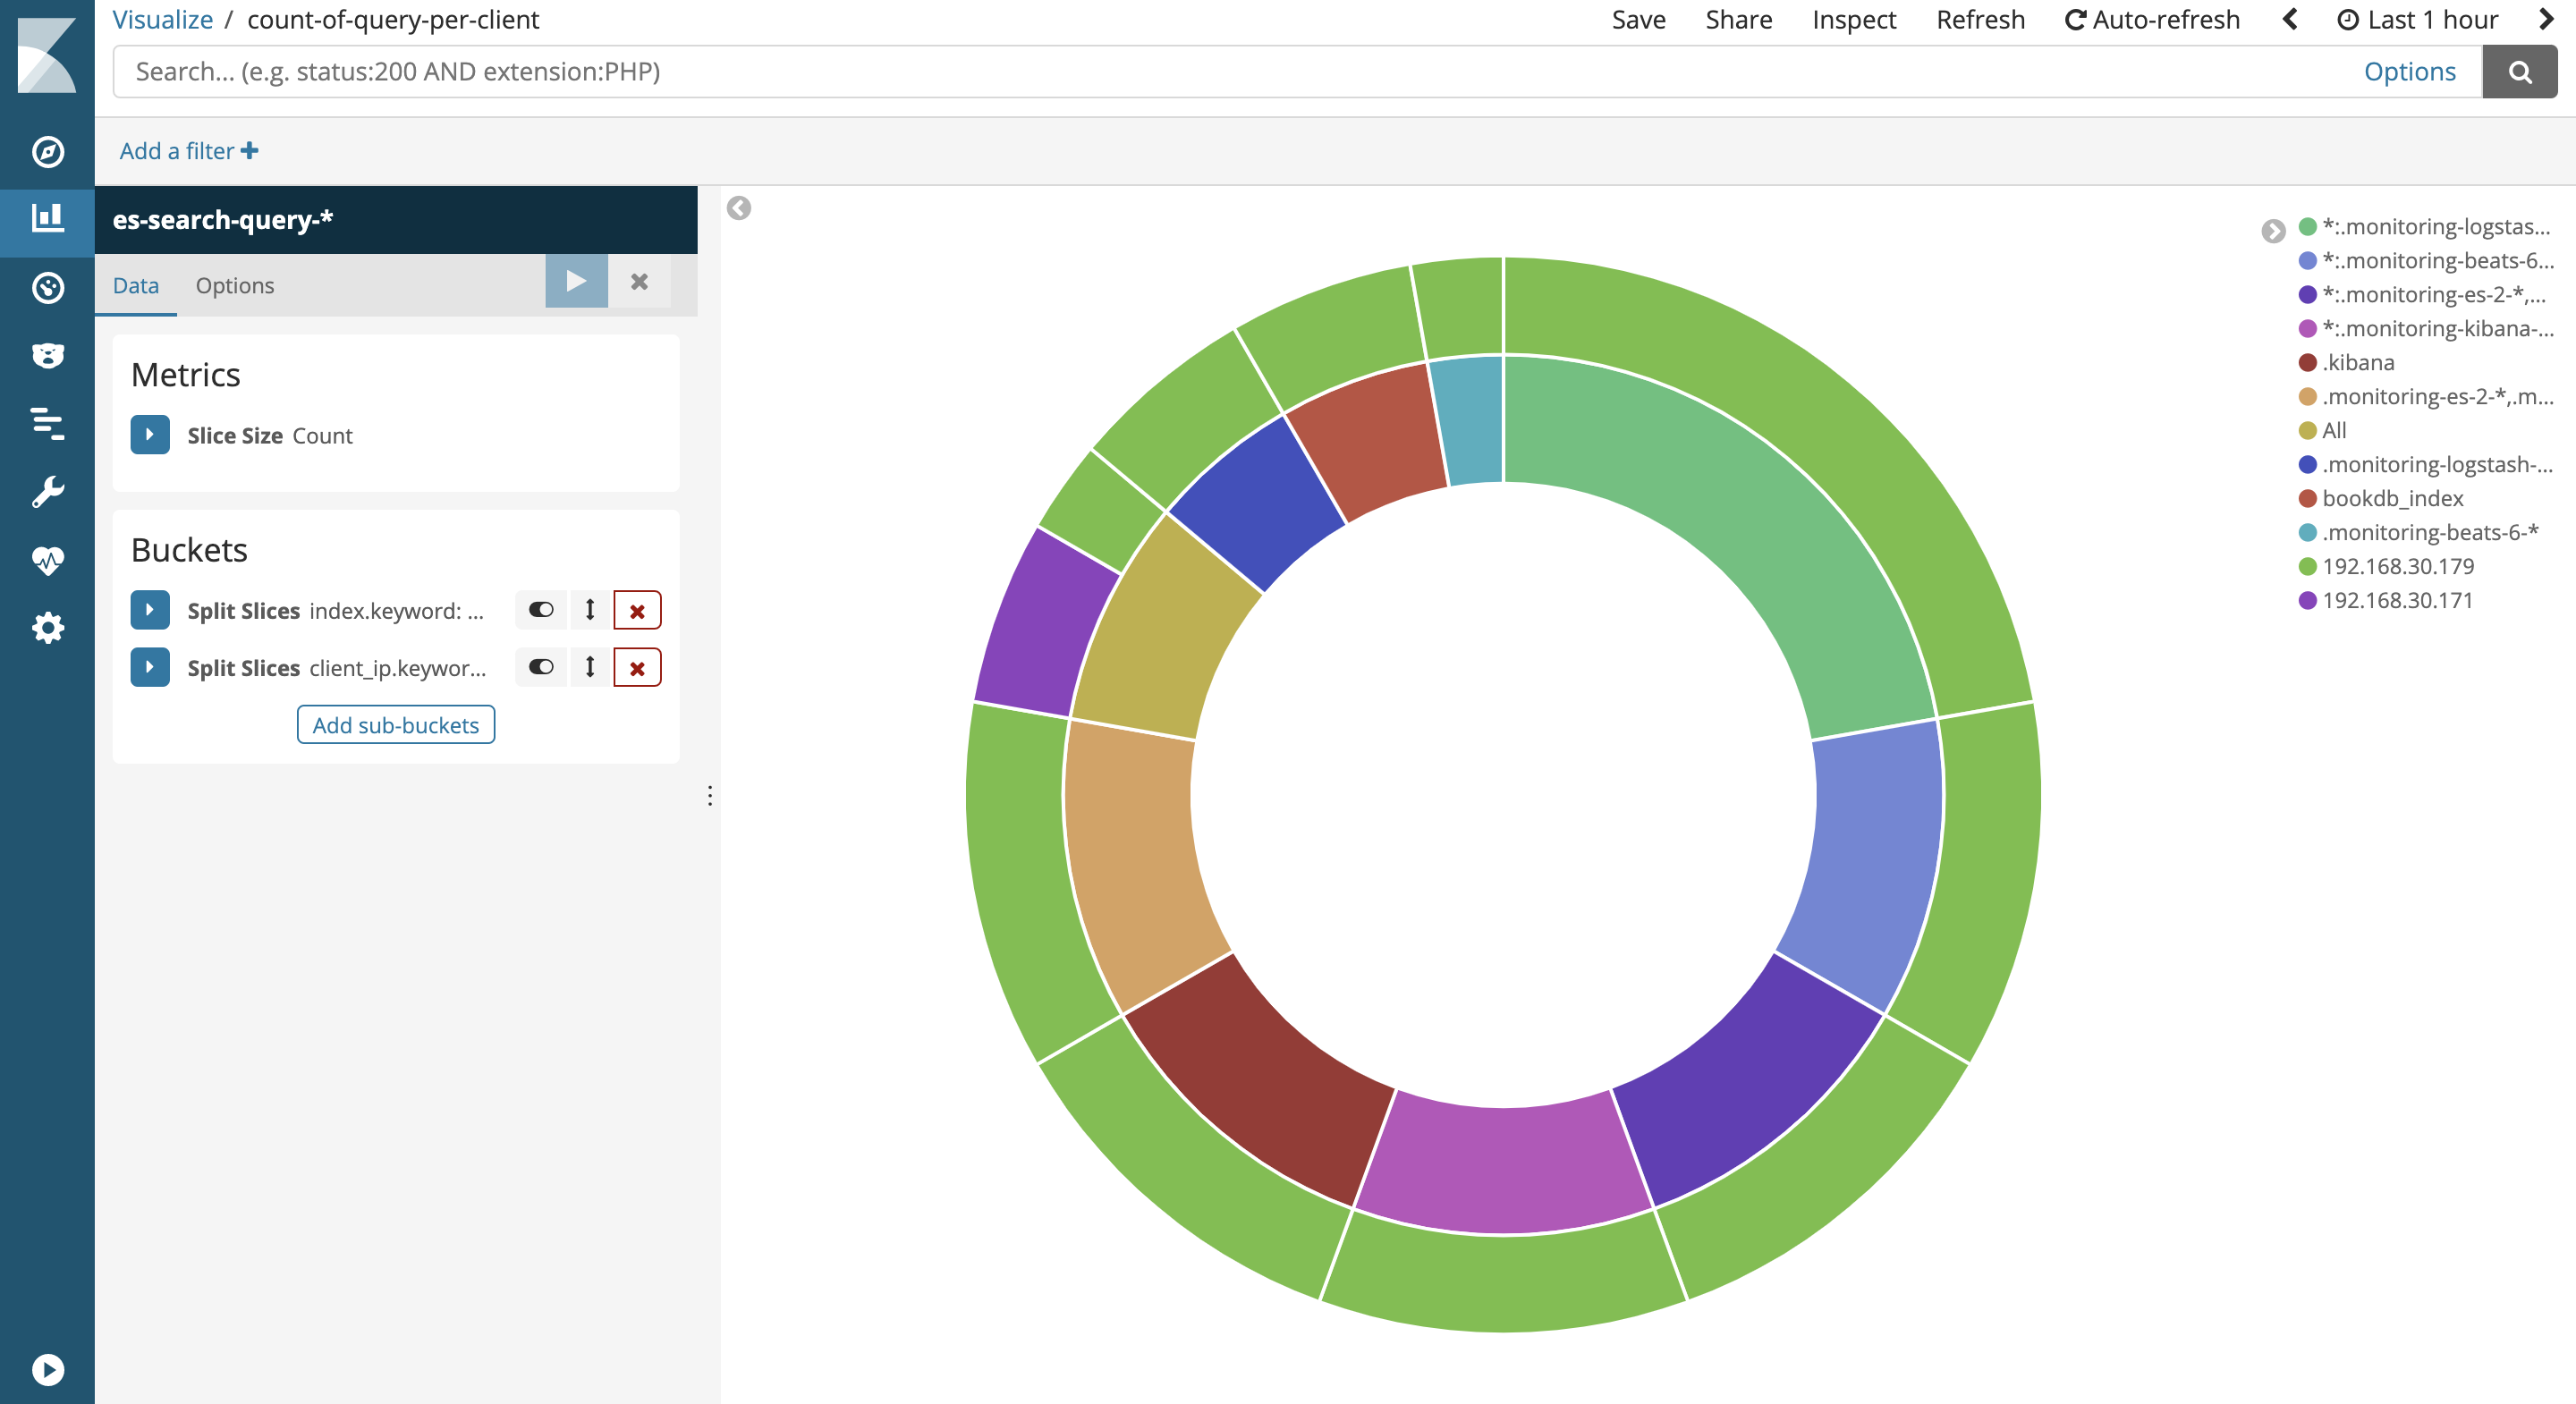 Visualize / count-of-query-per-client
Save Share Inspect Refresh Auto-refresh Last 1 hour
Search... (e.g. status:200 AND extension:PHP) Options
Add a filter
es-search-query-*
Data Options
Metrics
Slice Size Count
Buckets
Split Slices index.keyword: ...
Split Slices client_ip.keywor...
Add sub-buckets
*:.monitoring-logstas...
*:.monitoring-beats-6...
*:.monitoring-es-2-*,...
*:.monitoring-kibana-...
.kibana
.monitoring-es-2-*,.m...
All
.monitoring-logstash-...
bookdb_index
.monitoring-beats-6-*
192.168.30.179
192.168.30.171